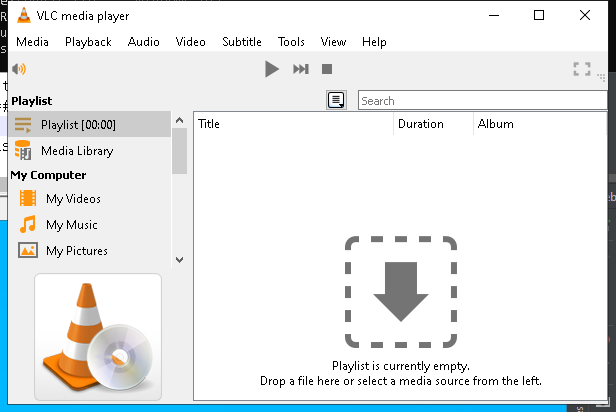 VLC media player
Media Playback Audio Video Subtitle Tools View Help
Playlist
Search
Playlist [00:00]
Title Duration Album
Media Library
My Computer
My Videos
My Music
My Pictures
Playlist is currently empty.
Drop a file here or select a media source from the left.